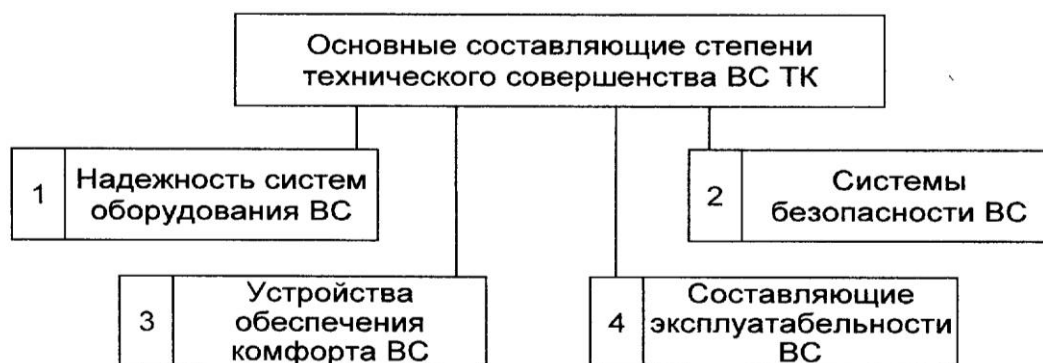 Основные составляющие степени
технического совершенства ВС ТК
1
Надежность систем
оборудования ВС
2
Системы
безопасности ВС
3
Устройства
обеспечения
комфорта ВС
4
Составляющие
эксплуатабельности
ВС